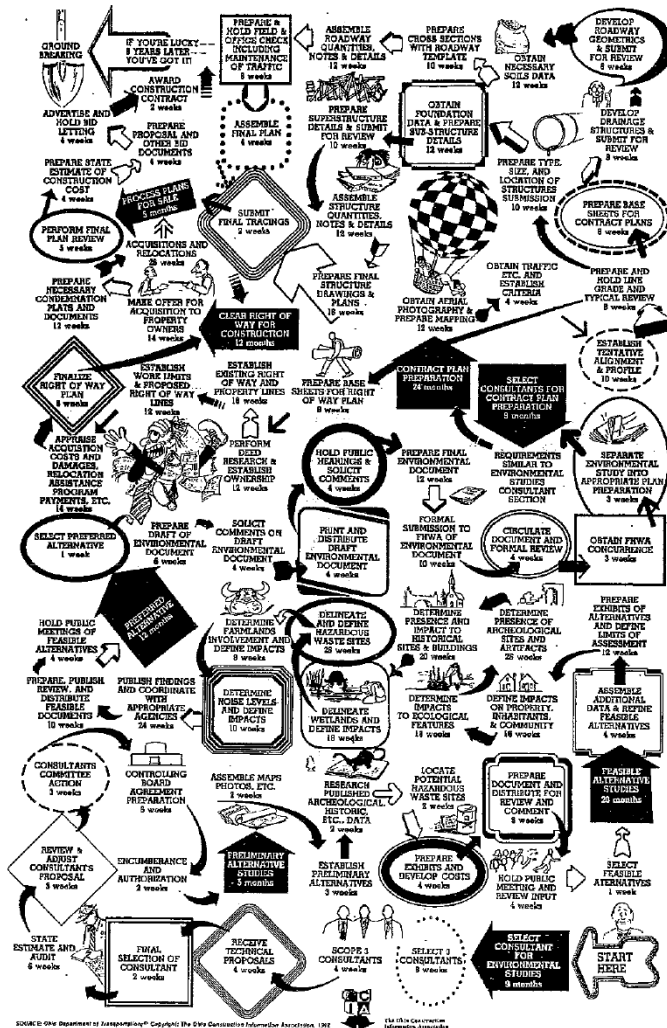 GROUND
BREAKING
IF YOU'RE LUCKY
8 YEARS LATER
YOU'VE GOT IT!
PREPARE &
HOLD FIELD &
OFFICE CHECK
INCLUDING
MAINTENANCE
OF TRAFFIC
8 weeks
ASSEMBLE
ROADWAY
QUANTITIES,
NOTES & DETAILS
12 weeks
PREPARE
CROSS SECTIONS
WITH ROADWAY
TEMPLATE
10 weeks
OBTAIN
NECESSARY
SOILS DATA
12 weeks
DEVELOP
ROADWAY
GEOMETRICS
& SUBMIT
FOR REVIEW
6 weeks
AWARD
CONSTRUCTION
CONTRACT
2 weeks
ADVERTISE AND
HOLD BID
LETTING
4 weeks
PREPARE
PROPOSAL AND
OTHER BID
DOCUMENTS
4 weeks
ASSEMBLE
FINAL PLAN
4 weeks
PREPARE
SUPERSTRUCTURE
DETAILS & SUBMIT
FOR REVIEW
10 weeks
OBTAIN
FOUNDATION
DATA & PREPARE
SUB-STRUCTURE
DETAILS
12 weeks
DEVELOP
DRAINAGE
STRUCTURES &
SUBMIT FOR
REVIEW
8 weeks
PREPARE STATE
ESTIMATE OF
CONSTRUCTION
COST
4 weeks
PROCESS PLANS
FOR SALE
5 months
PERFORM FINAL
PLAN REVIEW
5 weeks
SUBMIT
FINAL TRACINGS
2 weeks
ASSEMBLE
STRUCTURE
QUANTITIES,
NOTES & DETAILS
12 weeks
PREPARE TYPE,
SIZE, AND
LOCATION OF
STRUCTURES
SUBMISSION
10 weeks
PREPARE BASE
SHEETS FOR
CONTRACT PLANS
8 weeks
ACQUISITIONS AND
RELOCATIONS
26 weeks
PREPARE
NECESSARY
CONDEMNATION
PLATS AND
DOCUMENTS
12 weeks
MAKE OFFER FOR
ACQUISITION TO
PROPERTY
OWNERS
14 weeks
CLEAR RIGHT OF
WAY FOR
CONSTRUCTION
12 months
PREPARE FINAL
STRUCTURE
DRAWINGS &
PLANS
16 weeks
OBTAIN AERIAL
PHOTOGRAPHY &
PREPARE MAPPING
12 weeks
OBTAIN TRAFFIC
ETC. AND
ESTABLISH
CRITERIA
4 weeks
PREPARE AND
HOLD LINE
GRADE AND
TYPICAL REVIEW
8 weeks
ESTABLISH
TENTATIVE
ALIGNMENT
& PROFILE
10 weeks
FINALIZE
RIGHT OF WAY
PLAN
8 weeks
ESTABLISH
WORK LIMITS
& PROPOSED
RIGHT OF WAY
LINES
12 weeks
ESTABLISH
EXISTING RIGHT
OF WAY AND
PROPERTY LINES
16 weeks
PREPARE BASE
SHEETS FOR RIGHT
OF WAY PLAN
8 weeks
CONTRACT PLAN
PREPARATION
24 months
SELECT
CONSULTANTS FOR
CONTRACT PLAN
PREPARATION
9 months
APPRAISE
ACQUISITION
COSTS AND
DAMAGES,
RELOCATION
ASSISTANCE
PROGRAM
PAYMENTS, ETC.
14 weeks
PERFORM
DEED
RESEARCH &
ESTABLISH
OWNERSHIP
12 weeks
HOLD PUBLIC
HEARINGS &
SOLICIT
COMMENTS
4 weeks
PREPARE FINAL
ENVIRONMENTAL
DOCUMENT
12 weeks
REQUIREMENTS
SIMILAR TO
ENVIRONMENTAL
STUDIES
CONSULTANT
SECTION
SEPARATE
ENVIRONMENTAL
STUDY INTO
APPROPRIATE PLAN
PREPARATION
3 weeks
SELECT PREFERRED
ALTERNATIVE
1 week
PREPARE
DRAFT OF
ENVIRONMENTAL
DOCUMENT
6 weeks
SOLICIT
COMMENTS ON
DRAFT
ENVIRONMENTAL
DOCUMENT
4 weeks
PRINT AND
DISTRIBUTE
DRAFT
ENVIRONMENTAL
DOCUMENT
4 weeks
FORMAL
SUBMISSION TO
FHWA OF
ENVIRONMENTAL
DOCUMENT
10 weeks
CIRCULATE
DOCUMENT AND
FORMAL REVIEW
4 weeks
OBTAIN FHWA
CONCURRENCE
3 weeks
PREFERRED
ALTERNATIVE
12 months
HOLD PUBLIC
MEETINGS OF
FEASIBLE
ALTERNATIVES
4 weeks
DETERMINE
FARMLANDS
INVOLVEMENT AND
DEFINE IMPACTS
8 weeks
DELINEATE
AND DEFINE
HAZARDOUS
WASTE SITES
28 weeks
DETERMINE
PRESENCE AND
IMPACT TO
HISTORICAL
SITES & BUILDINGS
20 weeks
DETERMINE
PRESENCE OF
ARCHEOLOGICAL
SITES AND
ARTIFACTS
26 weeks
PREPARE
EXHIBITS OF
ALTERNATIVES
AND DEFINE
LIMITS OF
ASSESSMENT
12 weeks
PREPARE, PUBLISH,
REVIEW, AND
DISTRIBUTE
FEASIBLE
DOCUMENTS
10 weeks
PUBLISH FINDINGS
AND COORDINATE
WITH
APPROPRIATE
AGENCIES
24 weeks
DETERMINE
NOISE LEVELS
AND DEFINE
IMPACTS
10 weeks
DELINEATE
WETLANDS AND
DEFINE IMPACTS
18 weeks
DETERMINE
IMPACTS
TO ECOLOGICAL
FEATURES
18 weeks
DEFINE IMPACTS
ON PROPERTY,
INHABITANTS,
& COMMUNITY
16 weeks
ASSEMBLE
ADDITIONAL
DATA & REFINE
FEASIBLE
ALTERNATIVES
4 weeks
CONSULTANTS
COMMITTEE
ACTION
3 weeks
CONTROLLING
BOARD
AGREEMENT
PREPARATION
6 weeks
ASSEMBLE MAPS
PHOTOS, ETC.
2 weeks
RESEARCH
PUBLISHED
ARCHEOLOGICAL,
HISTORIC,
ETC. DATA
2 weeks
LOCATE
POTENTIAL
HAZARDOUS
WASTE SITES
2 weeks
PREPARE
DOCUMENT AND
DISTRIBUTE FOR
REVIEW AND
COMMENT
8 weeks
FEASIBLE
ALTERNATIVE
STUDIES
20 months
REVIEW &
ADJUST
CONSULTANT'S
PROPOSAL
3 weeks
ENCUMBERANCE
AND
AUTHORIZATION
2 weeks
PRELIMINARY
ALTERNATIVE
STUDIES
5 months
ESTABLISH
PRELIMINARY
ALTERNATIVES
3 weeks
PREPARE
EXHIBITS AND
DEVELOP COSTS
4 weeks
HOLD PUBLIC
MEETING AND
REVIEW INPUT
4 weeks
SELECT
FEASIBLE
ALTERNATIVES
1 week
STATE
ESTIMATE AND
AUDIT
6 weeks
FINAL
SELECTION OF
CONSULTANT
2 weeks
RECEIVE
TECHNICAL
PROPOSALS
4 weeks
SCOPE 3
CONSULTANTS
4 weeks
SELECT 3
CONSULTANTS
8 weeks
SELECT
CONSULTANT
FOR
ENVIRONMENTAL
STUDIES
9 months
START
HERE
SOURCE: Ohio Department of Transportation® Copyright: The Ohio Construction Information Association, 1992
C
I A
The Ohio Construction
Information Association